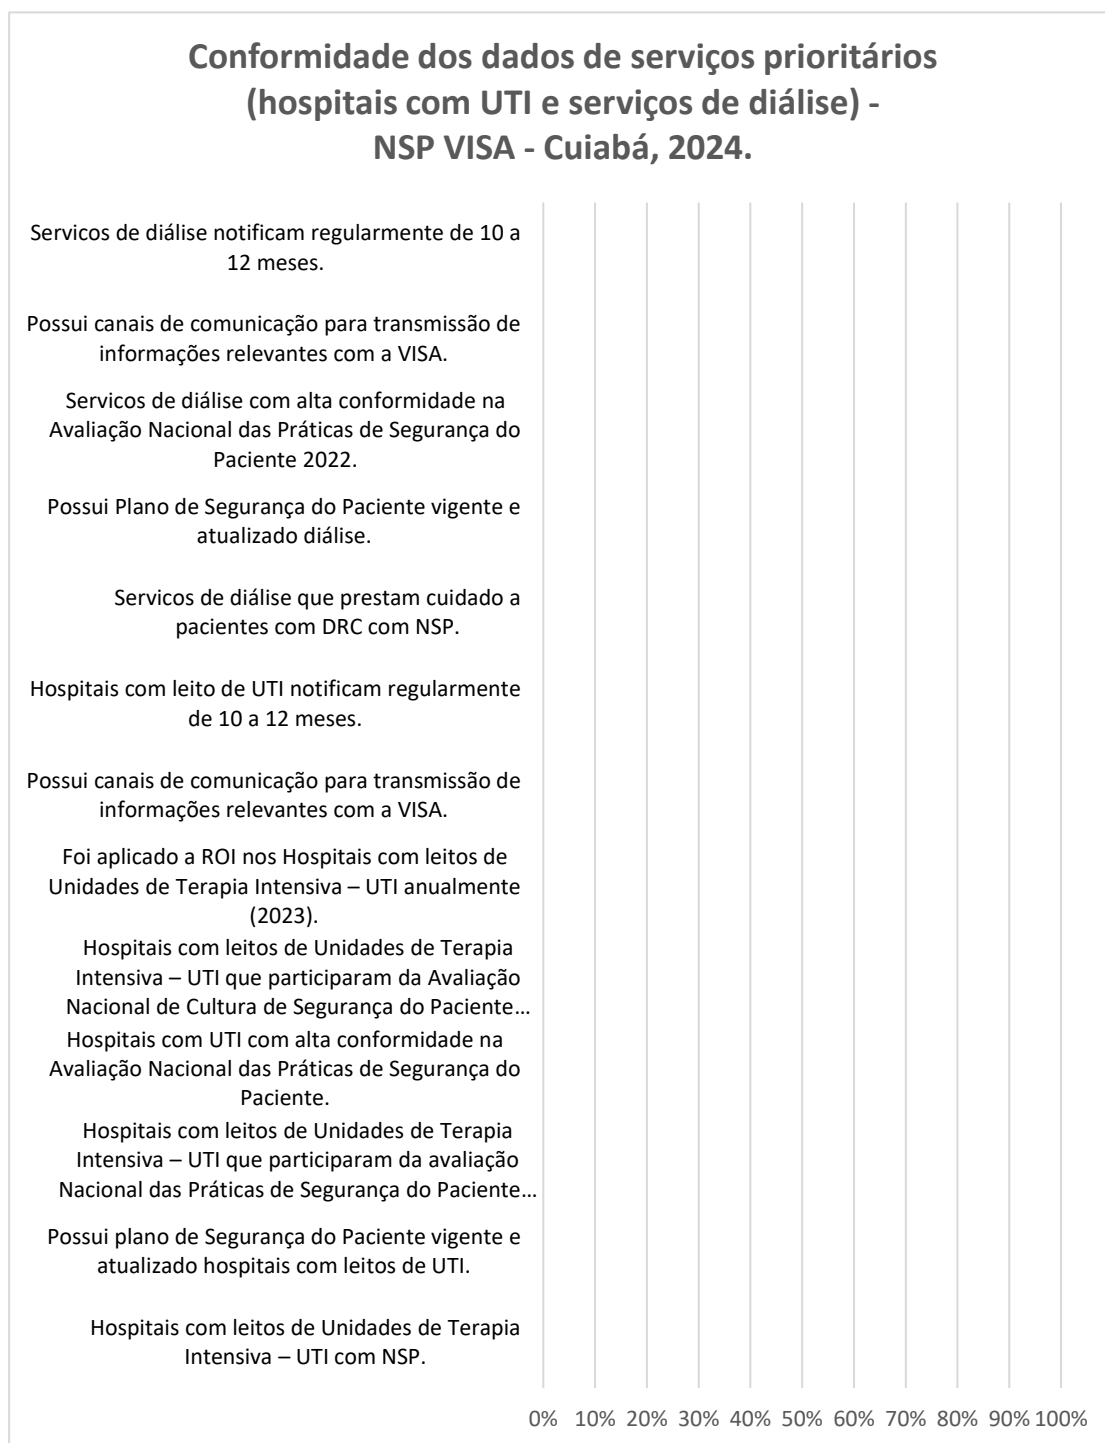 Conformidade dos dados de serviços prioritários
(hospitais com UTI e serviços de diálise) -
NSP VISA - Cuiabá, 2024.
Servicos de diálise notificam regularmente de 10 a
12 meses.
Possui canais de comunicação para transmissão de
informações relevantes com a VISA.
Servicos de diálise com alta conformidade na
Avaliação Nacional das Práticas de Segurança do
Paciente 2022.
Possui Plano de Segurança do Paciente vigente e
atualizado diálise.
Servicos de diálise que prestam cuidado a
pacientes com DRC com NSP.
Hospitais com leito de UTI notificam regularmente
de 10 a 12 meses.
Possui canais de comunicação para transmissão de
informações relevantes com a VISA.
Foi aplicado a ROI nos Hospitais com leitos de
Unidades de Terapia Intensiva – UTI anualmente
(2023).
Hospitais com leitos de Unidades de Terapia
Intensiva – UTI que participaram da Avaliação
Nacional de Cultura de Segurança do Paciente...
Hospitais com UTI com alta conformidade na
Avaliação Nacional das Práticas de Segurança do
Paciente.
Hospitais com leitos de Unidades de Terapia
Intensiva – UTI que participaram da avaliação
Nacional das Práticas de Segurança do Paciente...
Possui plano de Segurança do Paciente vigente e
atualizado hospitais com leitos de UTI.
Hospitais com leitos de Unidades de Terapia
Intensiva – UTI com NSP.
0% 10% 20% 30% 40% 50% 60% 70% 80% 90% 100%